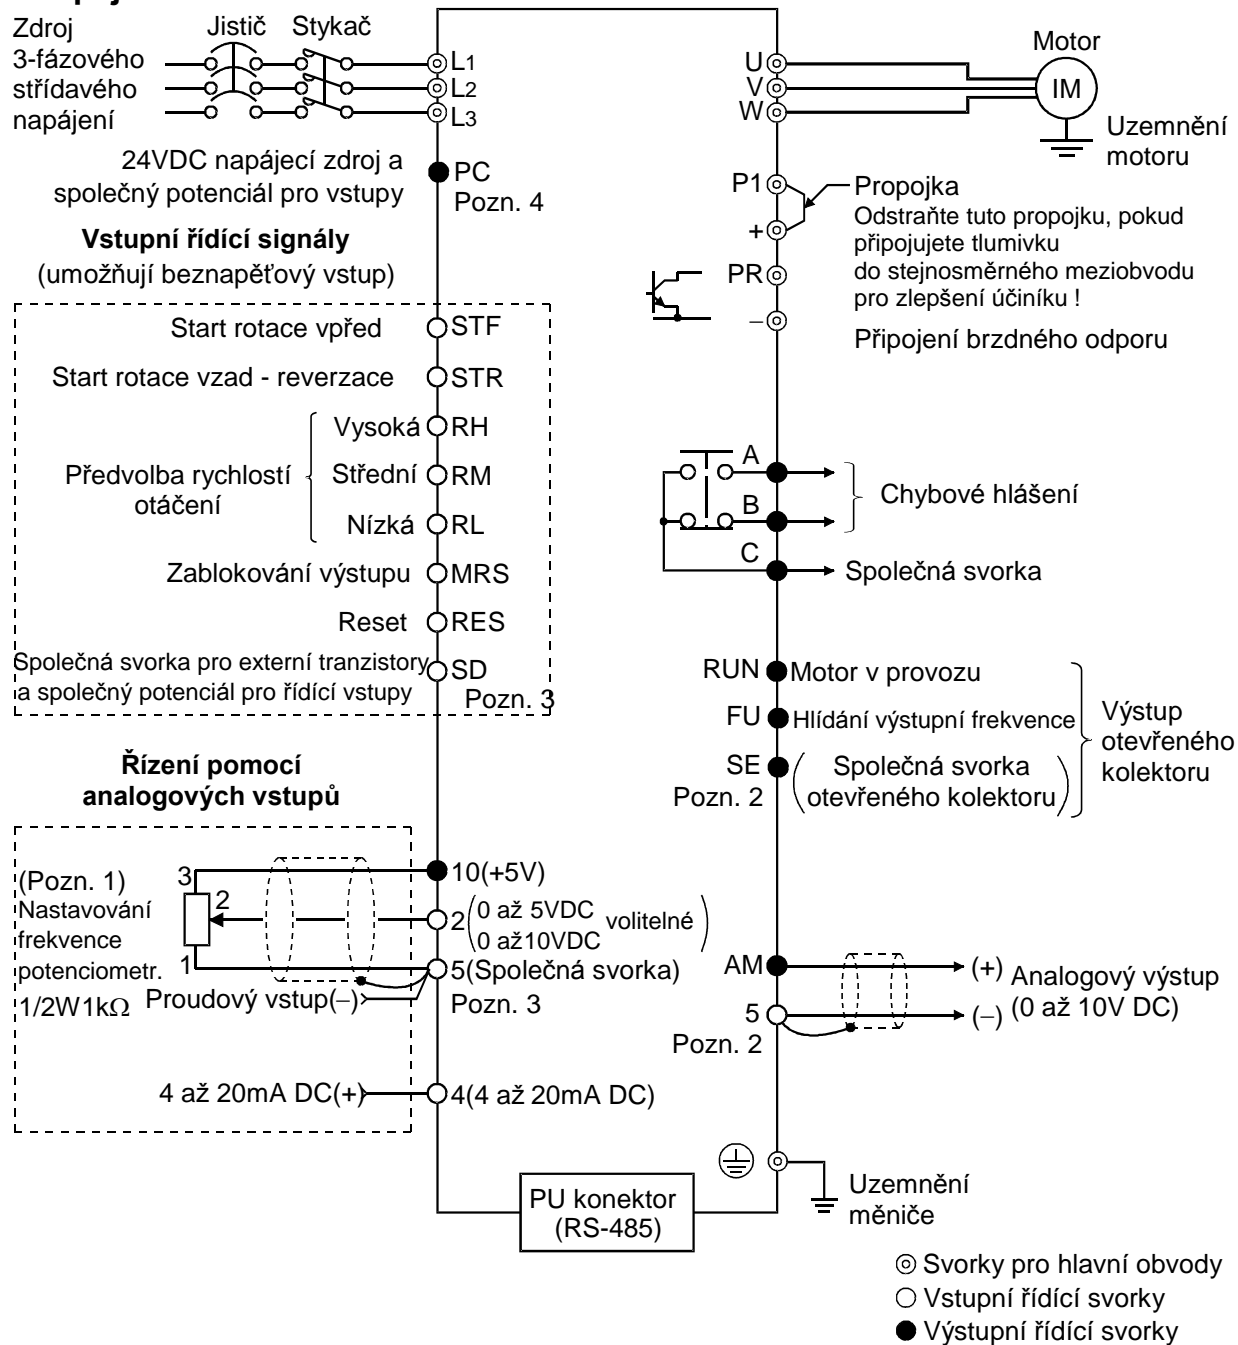 Zdroj
3-fázového
střídavého
napájení
Jistič
Stykač
L1
L2
L3
U
V
W
Motor
IM
Uzemnění
motoru
24VDC napájecí zdroj a
společný potenciál pro vstupy
PC
Pozn. 4
P1
+
PR
–
Propojka
Odstraňte tuto propojku, pokud
připojujete tlumivku
do stejnosměrného meziobvodu
pro zlepšení účiníku !
Připojení brzdného odporu
Vstupní řídící signály
(umožňují beznapěťový vstup)
Start rotace vpřed
STF
Start rotace vzad - reverzace
STR
Předvolba rychlostí
otáčení
Vysoká
RH
Střední
RM
Nízká
RL
Zablokování výstupu
MRS
Reset
RES
Společná svorka pro externí tranzistory
a společný potenciál pro řídící vstupy
SD
Pozn. 3
A
B
C
Chybové hlášení
Společná svorka
RUN
Motor v provozu
FU
Hlídání výstupní frekvence
SE
Pozn. 2
Společná svorka
otevřeného kolektoru
Výstup
otevřeného
kolektoru
Řízení pomocí
analogových vstupů
(Pozn. 1)
Nastavování
frekvence
potenciometr.
1/2W1kΩ
3
2
1
10(+5V)
2
0 až 5VDC
0 až10VDC
volitelné
5(Společná svorka)
Pozn. 3
Proudový vstup(–)
4 až 20mA DC(+)
4(4 až 20mA DC)
AM
5
Pozn. 2
(+)
(–)
Analogový výstup
(0 až 10V DC)
PU konektor
(RS-485)
Uzemnění
měniče
Svorky pro hlavní obvody
Vstupní řídící svorky
Výstupní řídící svorky